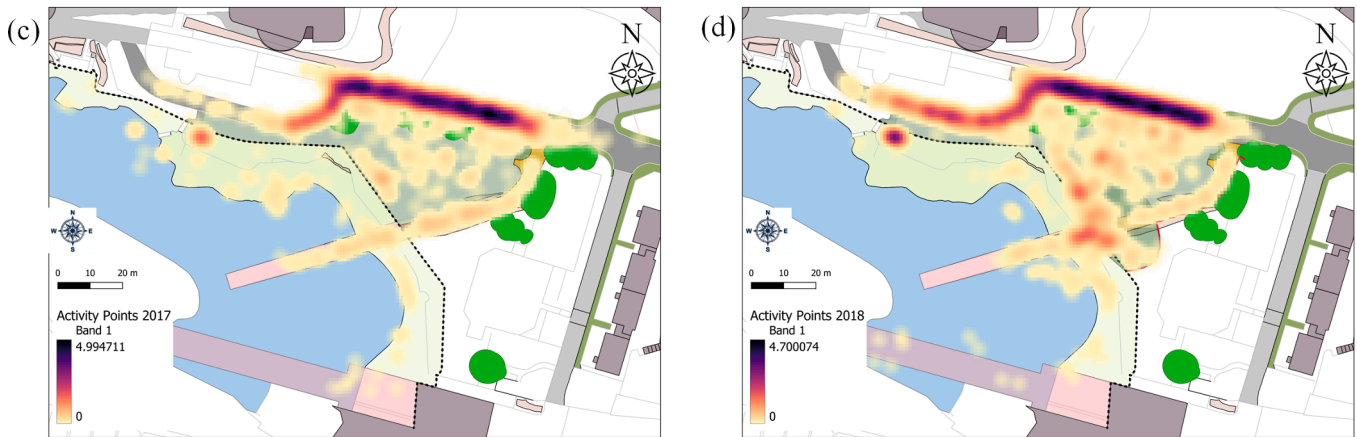 (c)
N
N
W E
S
0 10 20 m
Activity Points 2017
Band 1
4.994711
0
(d)
N
N
W E
S
0 10 20 m
Activity Points 2018
Band 1
4.700074
0